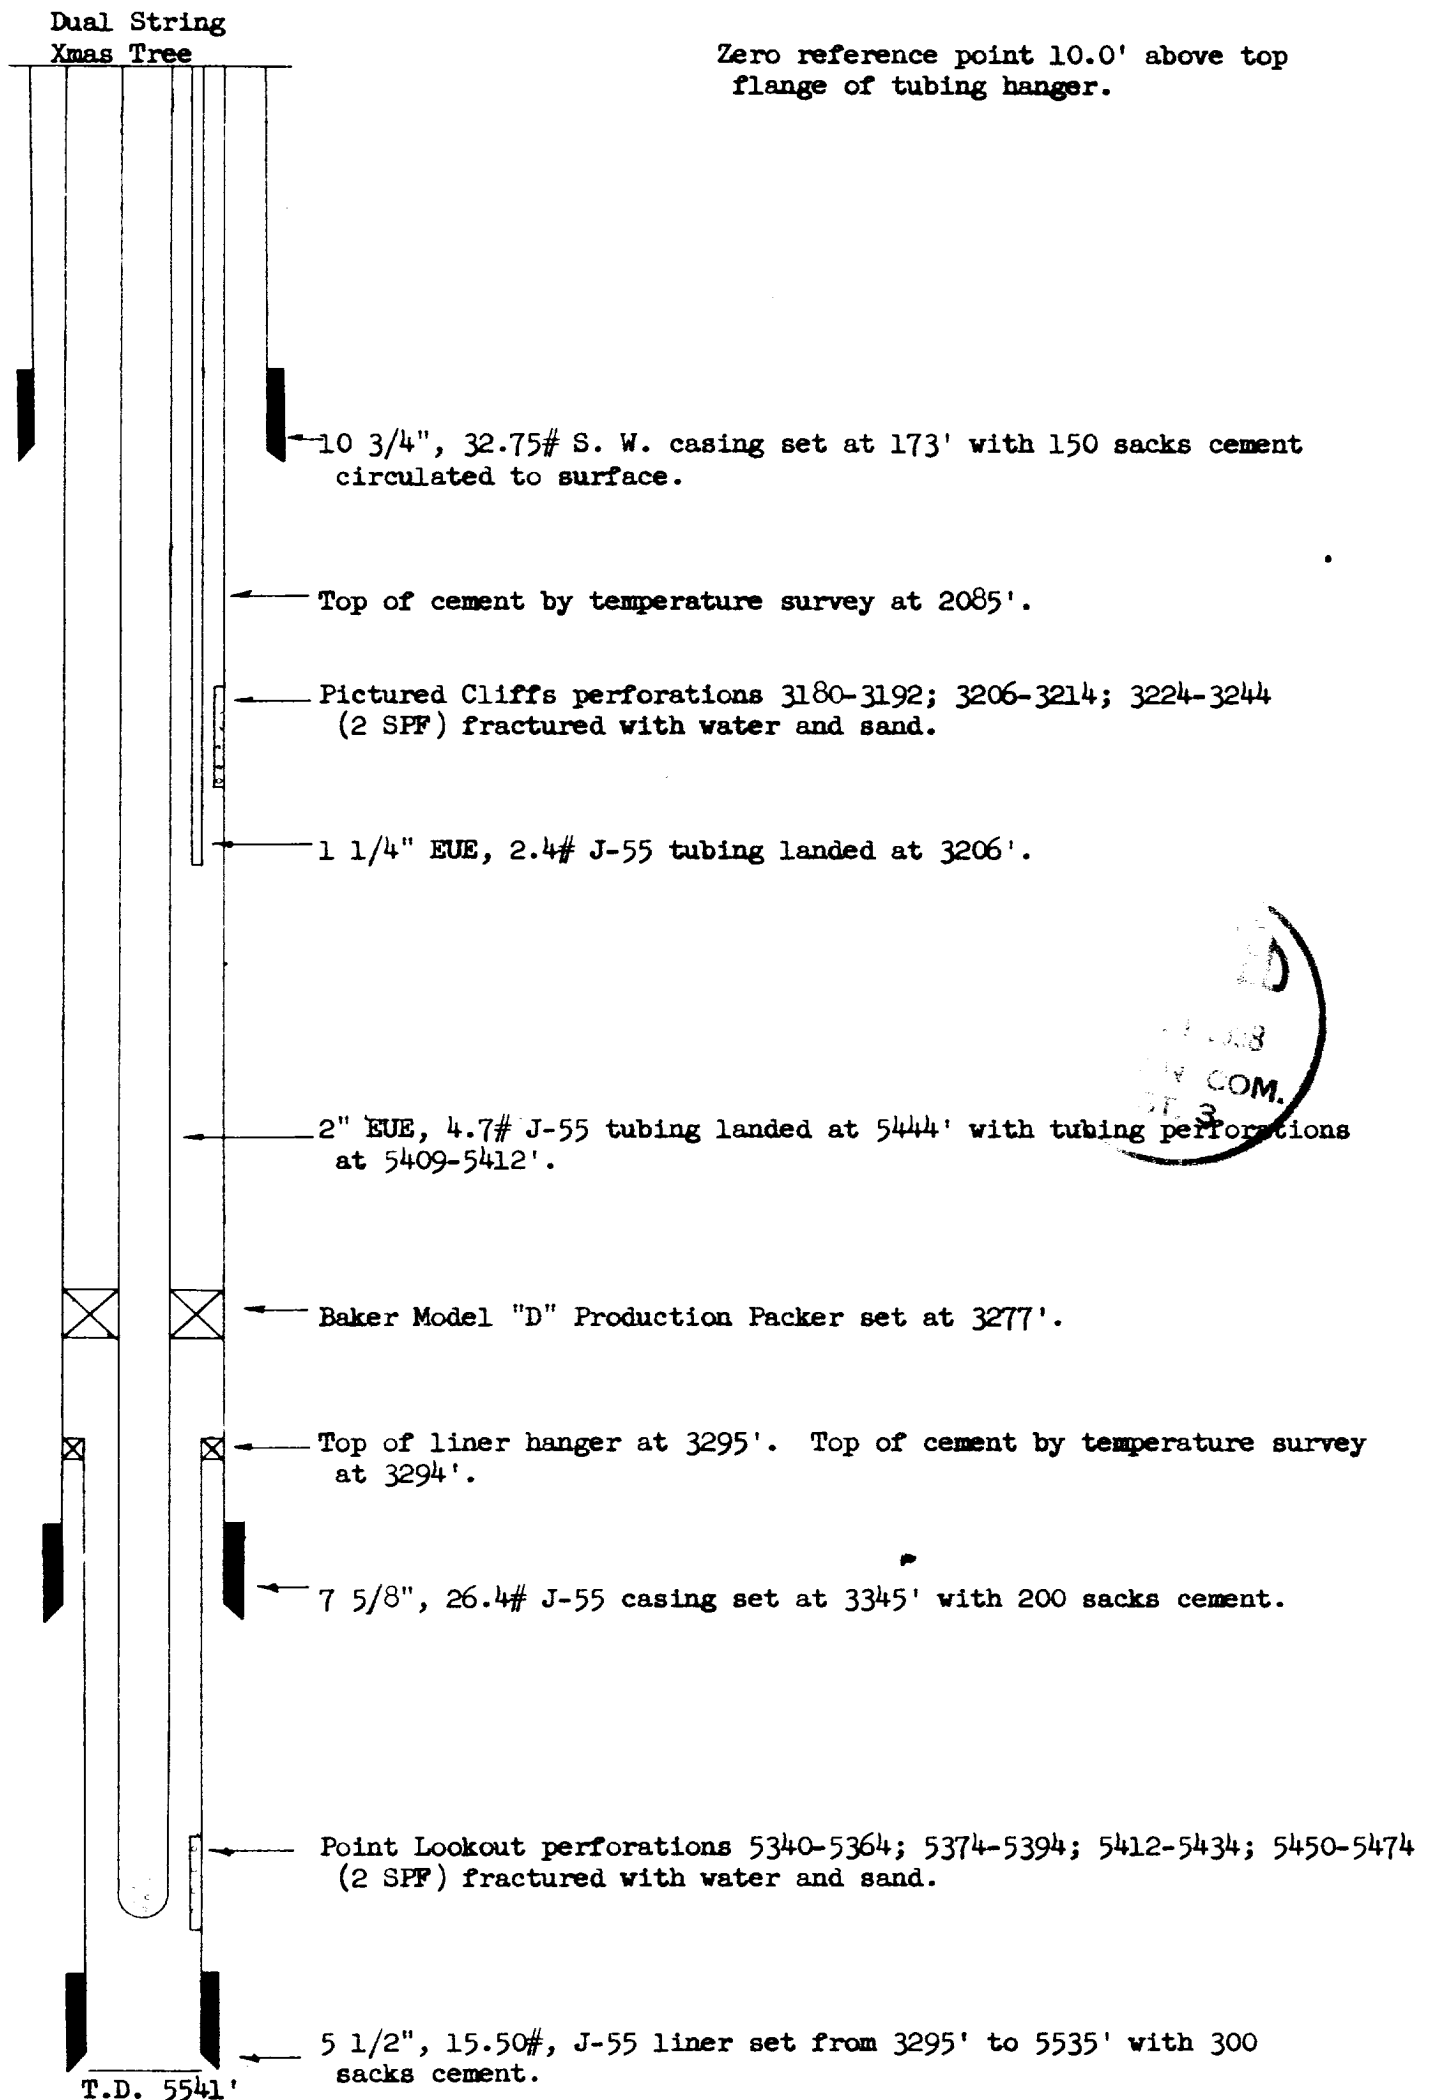 Dual String
Xmas Tree
Zero reference point 10.0' above top
flange of tubing hanger.
10 3/4", 32.75# S. W. casing set at 173' with 150 sacks cement
circulated to surface.
Top of cement by temperature survey at 2085'.
Pictured Cliffs perforations 3180-3192; 3206-3214; 3224-3244
(2 SPF) fractured with water and sand.
1 1/4" EUE, 2.4# J-55 tubing landed at 3206'.
COM.
3
2" EUE, 4.7# J-55 tubing landed at 5444' with tubing perforations
at 5409-5412'.
Baker Model "D" Production Packer set at 3277'.
Top of liner hanger at 3295'. Top of cement by temperature survey
at 3294'.
7 5/8", 26.4# J-55 casing set at 3345' with 200 sacks cement.
Point Lookout perforations 5340-5364; 5374-5394; 5412-5434; 5450-5474
(2 SPF) fractured with water and sand.
5 1/2", 15.50#, J-55 liner set from 3295' to 5535' with 300
sacks cement.
T.D. 5541'